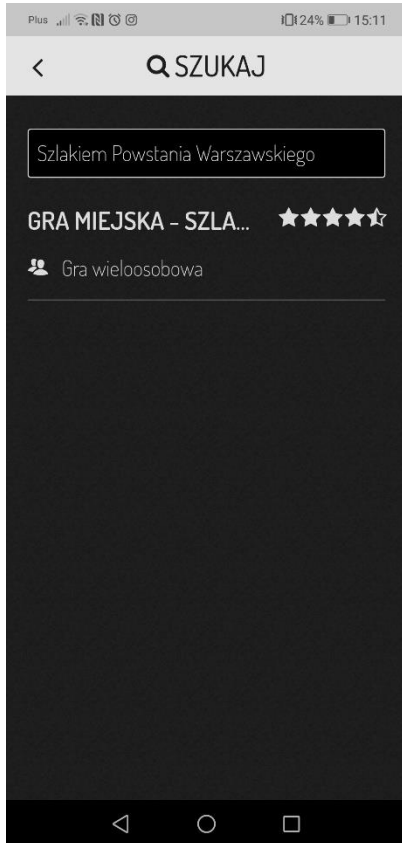 Plus 24% 15:11
SZUKAJ
Szlakiem Powstania Warszawskiego
GRA MIEJSKA - SZLA...
Gra wieloosobowa